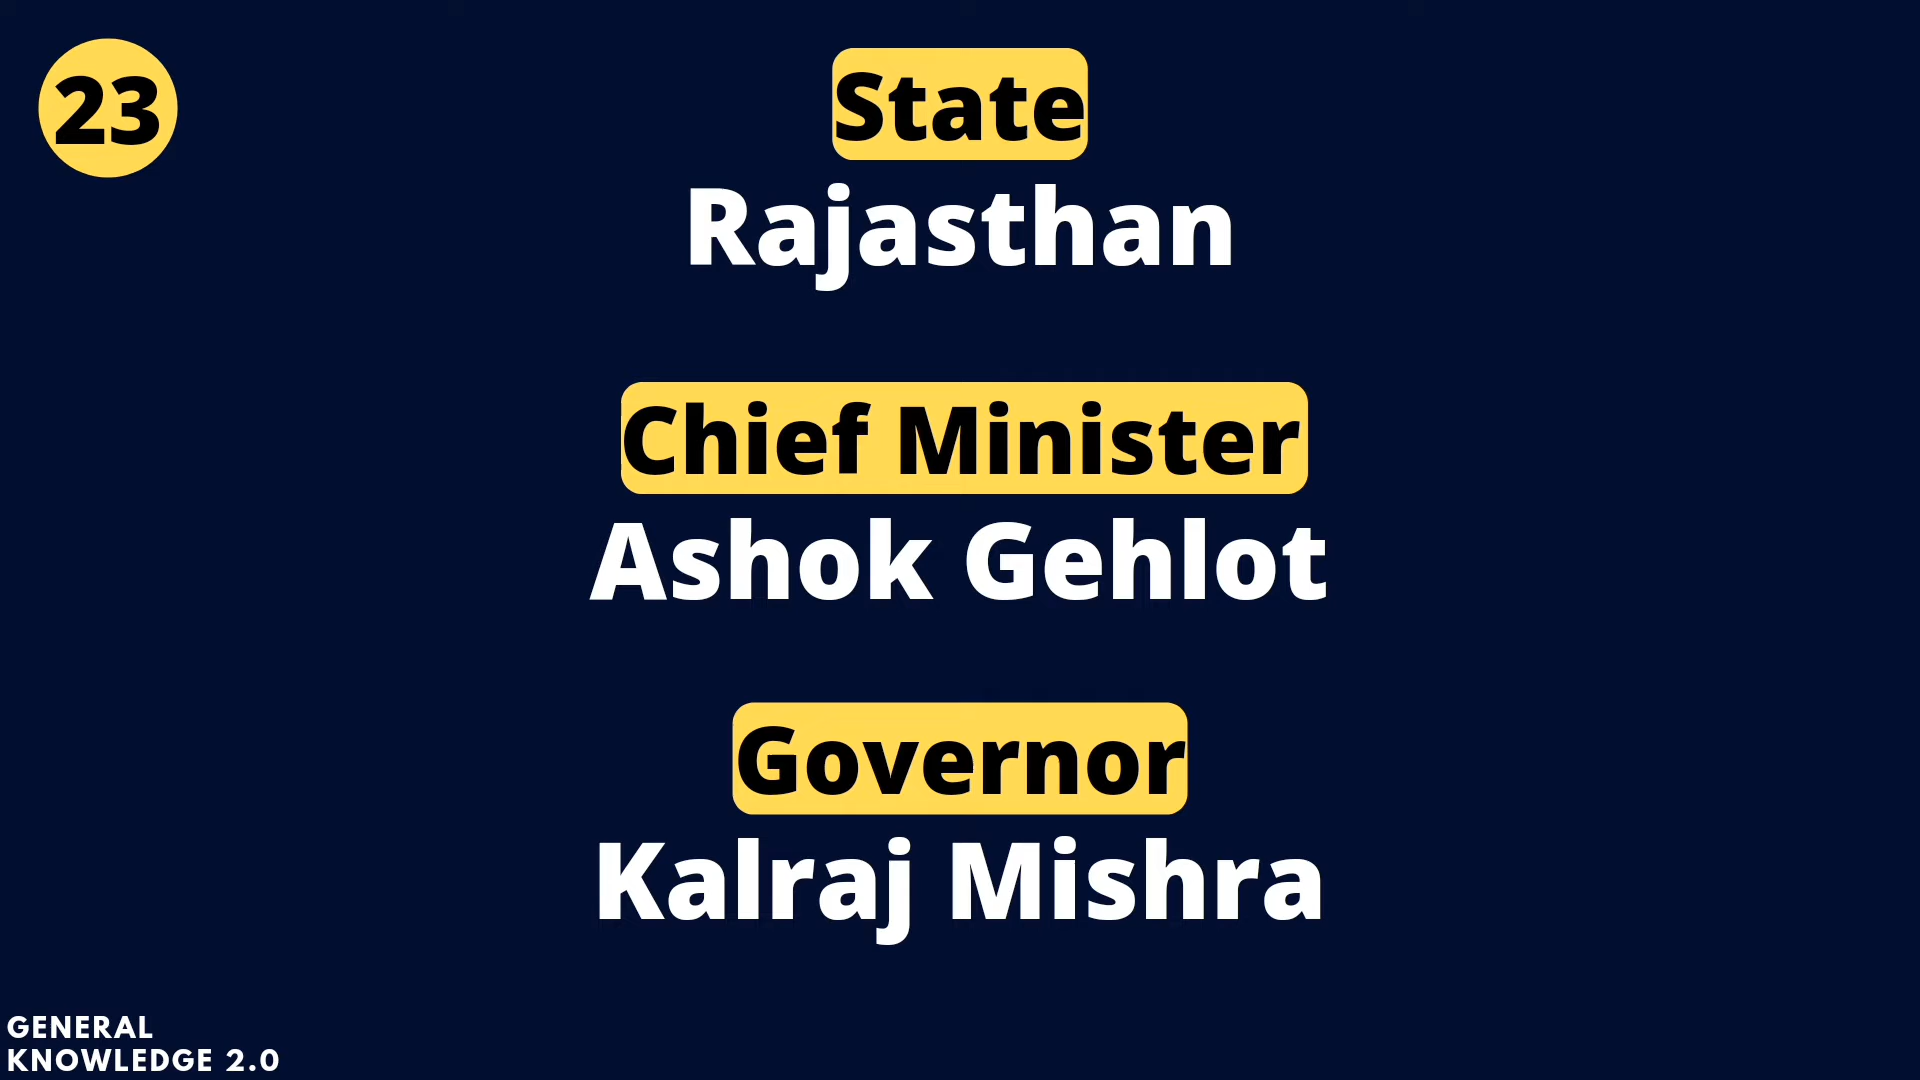 23
State
Rajasthan
Chief Minister
Ashok Gehlot
Governor
Kalraj Mishra
GENERAL
KNOWLEDGE 2.0